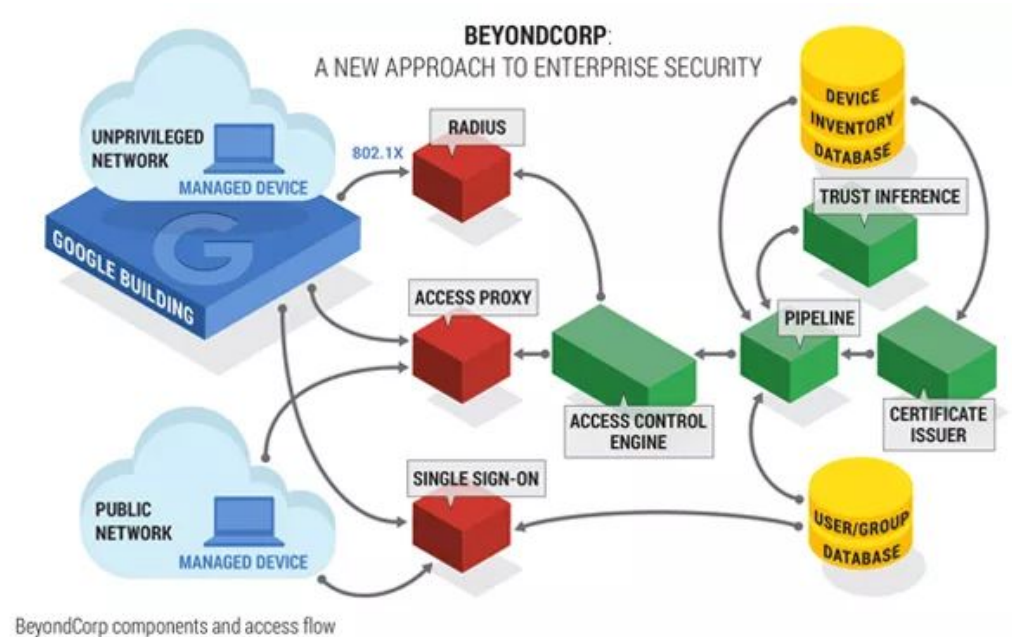 BEYONDCORP:
A NEW APPROACH TO ENTERPRISE SECURITY
UNPRIVILEGED
NETWORK
MANAGED DEVICE
G
GOOGLE BUILDING
802.1X
RADIUS
ACCESS PROXY
SINGLE SIGN-ON
ACCESS CONTROL
ENGINE
PIPELINE
TRUST INFERENCE
DEVICE
INVENTORY
DATABASE
CERTIFICATE
ISSUER
USER/GROUP
DATABASE
PUBLIC
NETWORK
MANAGED DEVICE
BeyondCorp components and access flow